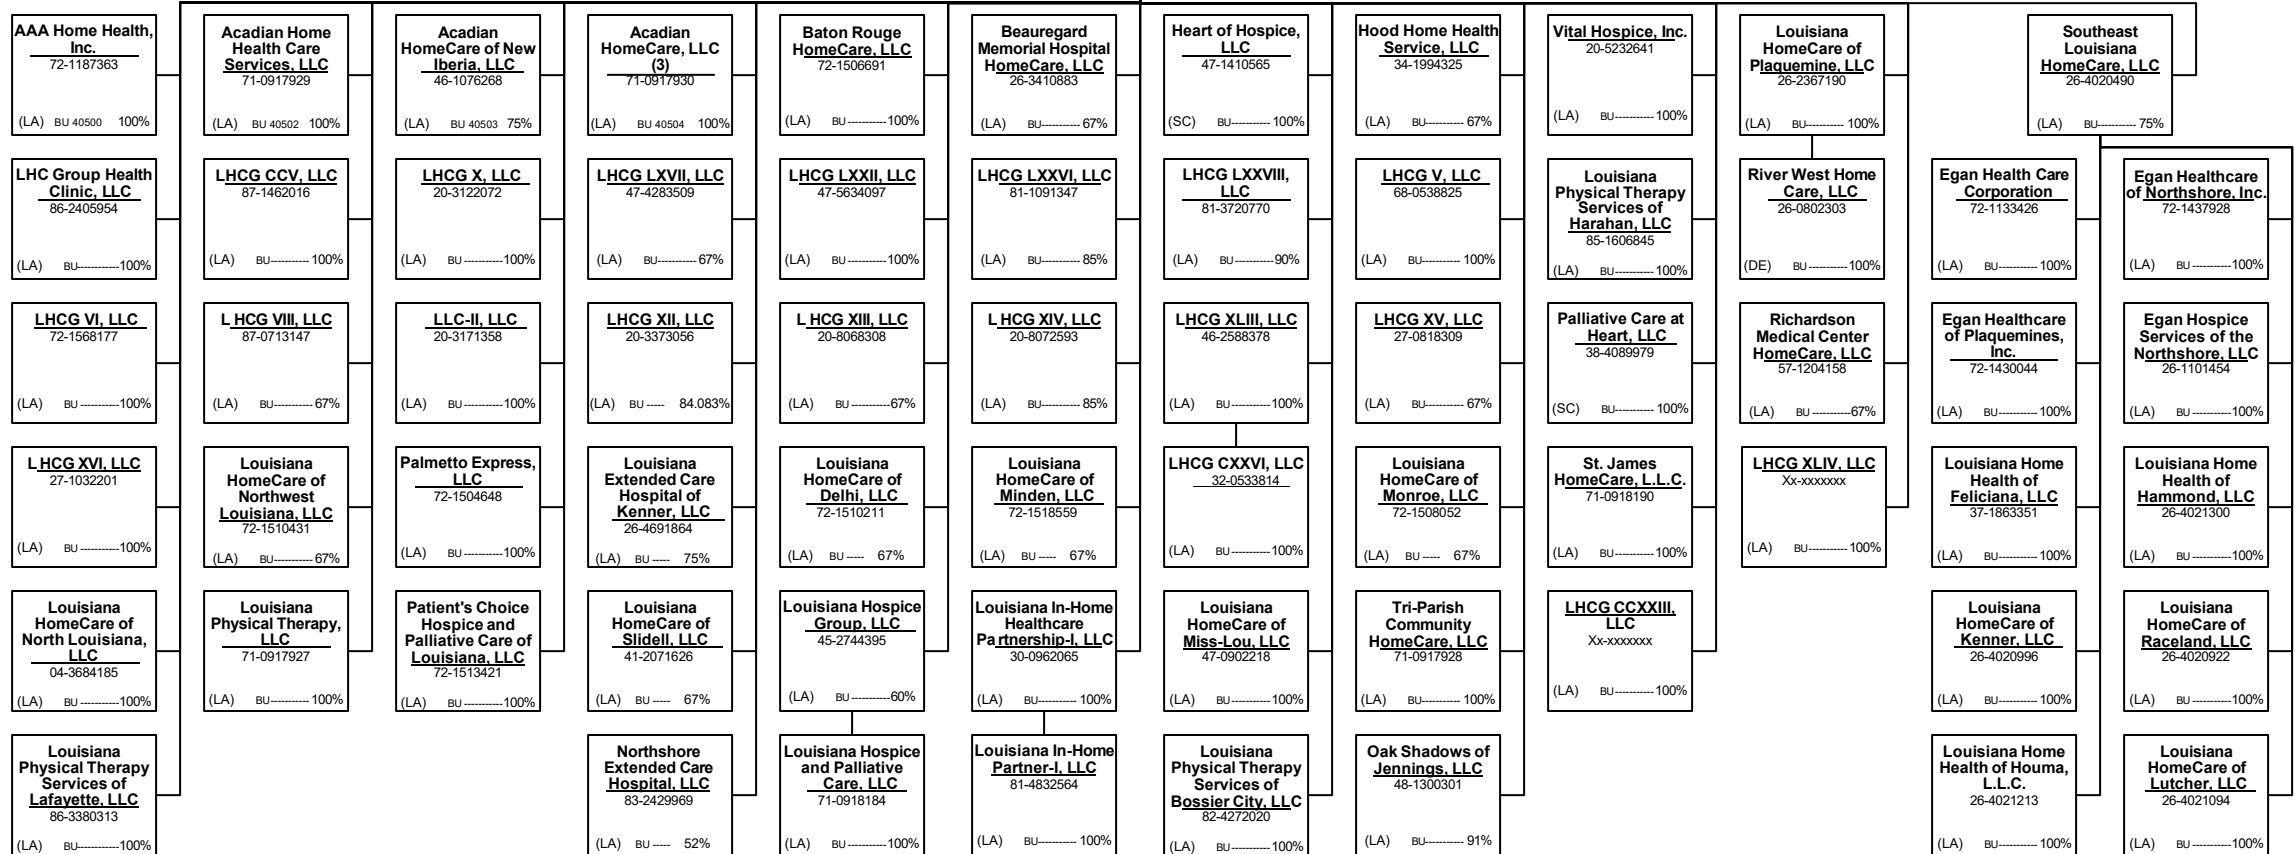 AAA Home Health,
Inc.
72-1187363
(LA) BU 40500 100%
Acadian Home
Health Care
Services, LLC
71-0917929
(LA) BU 40502 100%
Acadian
HomeCare of New
Iberia, LLC
46-1076268
(LA) BU 40503 75%
Acadian
HomeCare, LLC
(3)
71-0917930
(LA) BU 40504 100%
Baton Rouge
HomeCare, LLC
72-1506691
(LA) BU-----------100%
Beauregard
Memorial Hospital
HomeCare, LLC
26-3410883
(LA) BU----------- 67%
Heart of Hospice,
LLC
47-1410565
(SC) BU----------- 100%
Hood Home Health
Service, LLC
34-1994325
(LA) BU----------- 67%
Vital Hospice, Inc.
20-5232641
(LA) BU----------- 100%
Louisiana
HomeCare of
Plaquemine, LLC
26-2367190
(LA) BU----------- 100%
Southeast
Louisiana
HomeCare, LLC
26-4020490
(LA) BU----------- 75%
LHC Group Health
Clinic, LLC
86-2405954
(LA) BU-----------100%
LHCG CCV, LLC
87-1462016
(LA) BU----------- 100%
LHCG X, LLC
20-3122072
(LA) BU-----------100%
LHCG LXVII, LLC
47-4283509
(LA) BU----------- 67%
LHCG LXXII, LLC
47-5634097
(LA) BU-----------100%
LHCG LXXVI, LLC
81-1091347
(LA) BU----------- 85%
LHCG LXXVIII,
LLC
81-3720770
(LA) BU-----------90%
LHCG V, LLC
68-0538825
(LA) BU----------- 100%
Louisiana
Physical Therapy
Services of
Harahan, LLC
85-1606845
(LA) BU----------- 100%
River West Home
Care, LLC
26-0802303
(DE) BU-----------100%
Egan Health Care
Corporation
72-1133426
(LA) BU-----------100%
Egan Healthcare
of Northshore, Inc.
72-1437928
(LA) BU-----------100%
LHCG VI, LLC
72-1568177
(LA) BU-----------100%
LHCG VIII, LLC
87-0713147
(LA) BU----------- 67%
LLC-II, LLC
20-3171358
(LA) BU-----------100%
LHCG XII, LLC
20-3373056
(LA) BU ----- 84.083%
LHCG XIII, LLC
20-8068308
(LA) BU-----------67%
LHCG XIV, LLC
20-8072593
(LA) BU----------- 85%
LHCG XLIII, LLC
46-2588378
(LA) BU----------- 100%
LHCG XV, LLC
27-0818309
(LA) BU----------- 67%
Palliative Care at
Heart, LLC
38-4089979
(SC) BU----------- 100%
Richardson
Medical Center
HomeCare, LLC
57-1204158
(LA) BU-----------67%
Egan Healthcare
of Plaquemines,
Inc.
72-1430044
(LA) BU----------- 100%
Egan Hospice
Services of the
Northshore, LLC
26-1101454
(LA) BU-----------100%
LHCG XVI, LLC
27-1032201
(LA) BU-----------100%
Louisiana
HomeCare of
Northwest
Louisiana, LLC
72-1510431
(LA) BU----------- 67%
Palmetto Express,
LLC
72-1504648
(LA) BU-----------100%
Louisiana
Extended Care
Hospital of
Kenner, LLC
26-4691864
(LA) BU ----- 75%
Louisiana
HomeCare of
Delhi, LLC
72-1510211
(LA) BU ----- 67%
Louisiana
HomeCare of
Minden, LLC
72-1518559
(LA) BU ----- 67%
LHCG CXXVI, LLC
32-0533814
(LA) BU----------- 100%
Louisiana
HomeCare of
Monroe, LLC
72-1508052
(LA) BU ----- 67%
St. James
HomeCare, L.L.C.
71-0918190
(LA) BU----------- 100%
LHCG XLIV, LLC
Xx-xxxxxxx
(LA) BU----------- 100%
Louisiana Home
Health of
Feliciana, LLC
37-1863351
(LA) BU----------- 100%
Louisiana Home
Health of
Hammond, LLC
26-4021300
(LA) BU-----------100%
Louisiana
HomeCare of
North Louisiana,
LLC
04-3684185
(LA) BU-----------100%
Louisiana
Physical Therapy,
LLC
71-0917927
(LA) BU----------- 100%
Patient's Choice
Hospice and
Palliative Care of
Louisiana, LLC
72-1513421
(LA) BU-----------100%
Louisiana
HomeCare of
Slidell, LLC
41-2071626
(LA) BU ----- 67%
Louisiana Hospice
Group, LLC
45-2744395
(LA) BU-----------60%
Louisiana In-Home
Healthcare
Partnership-I, LLC
30-0962065
(LA) BU----------- 100%
Louisiana
HomeCare of
Miss-Lou, LLC
47-0902218
(LA) BU-----------100%
Tri-Parish
Community
HomeCare, LLC
71-0917928
(LA) BU----------- 100%
LHCG CCXXIII,
LLC
Xx-xxxxxxx
(LA) BU----------- 100%
Louisiana
HomeCare of
Kenner, LLC
26-4020996
(LA) BU----------- 100%
Louisiana
HomeCare of
Raceland, LLC
26-4020922
(LA) BU-----------100%
Louisiana
Physical Therapy
Services of
Lafayette, LLC
86-3380313
(LA) BU-----------100%
Northshore
Extended Care
Hospital, LLC
83-2429969
(LA) BU ----- 52%
Louisiana Hospice
and Palliative
Care, LLC
71-0918184
(LA) BU-----------100%
Louisiana In-Home
Partner-I, LLC
81-4832564
(LA) BU----------- 100%
Louisiana
Physical Therapy
Services of
Bossier City, LLC
82-4272020
(LA) BU-----------100%
Oak Shadows of
Jennings, LLC
48-1300301
(LA) BU----------- 91%
Louisiana Home
Health of Houma,
L.L.C.
26-4021213
(LA) BU----------- 100%
Louisiana
HomeCare of
Lutcher, LLC
26-4021094
(LA) BU-----------100%